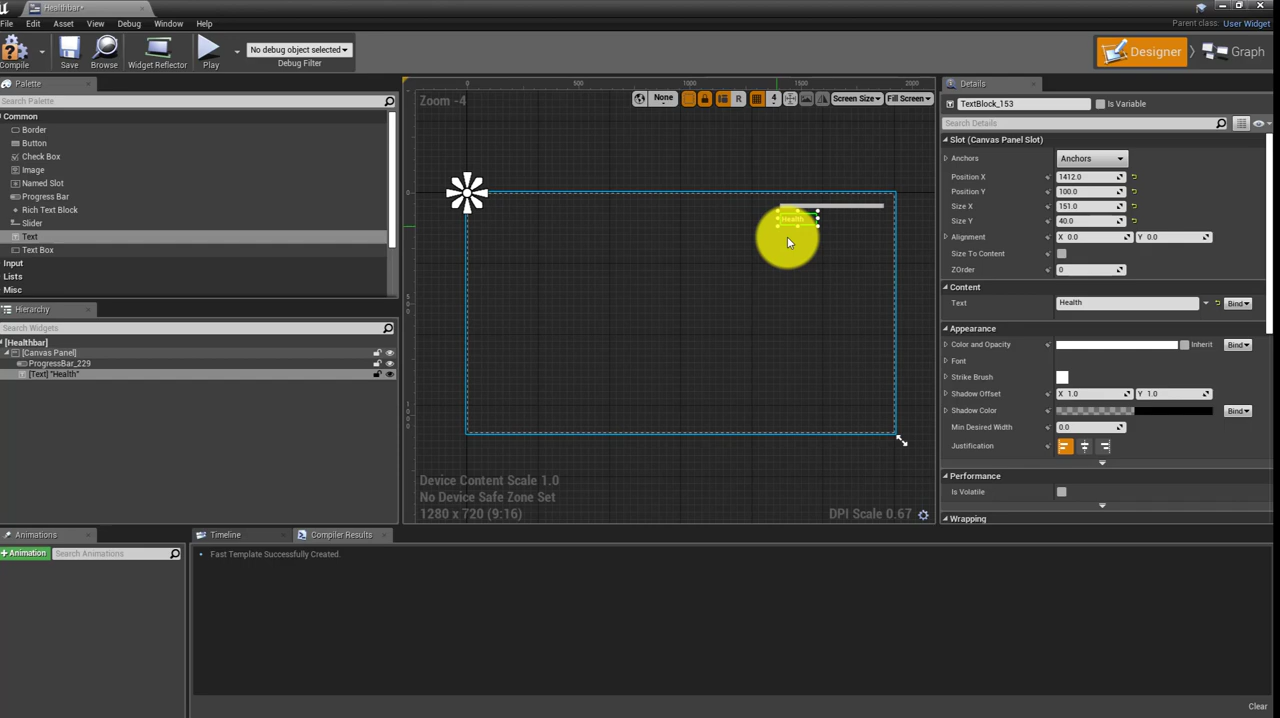 Healthbar*
File Edit Asset View Debug Window Help
Parent class: User Widget
Compile Save Browse Widget Reflector Play
No debug object selected
Debug Filter
Designer Graph
Palette
Search Palette
Common
Border
Button
Check Box
Image
Named Slot
Progress Bar
Rich Text Block
Slider
Text
Text Box
Input
Lists
Misc
Hierarchy
Search Widgets
[Healthbar]
[Canvas Panel]
ProgressBar_229
[Text] "Health"
Animations
+Animation Search Animations
0 500 1000 1500 2000
Zoom -4
None R 4 Screen Size Fill Screen
0
Health
Device Content Scale 1.0
No Device Safe Zone Set
1280 x 720 (9:16)
DPI Scale 0.67
Timeline Compiler Results
Fast Template Successfully Created.
Clear
Details
TextBlock_153 Is Variable
Search Details
Slot (Canvas Panel Slot)
Anchors Anchors
Position X 1412.0
Position Y 100.0
Size X 151.0
Size Y 40.0
Alignment X 0.0 Y 0.0
Size To Content
ZOrder 0
Content
Text Health Bind
Appearance
Color and Opacity Inherit Bind
Font
Strike Brush
Shadow Offset X 1.0 Y 1.0
Shadow Color Bind
Min Desired Width 0.0
Justification
Performance
Is Volatile
Wrapping